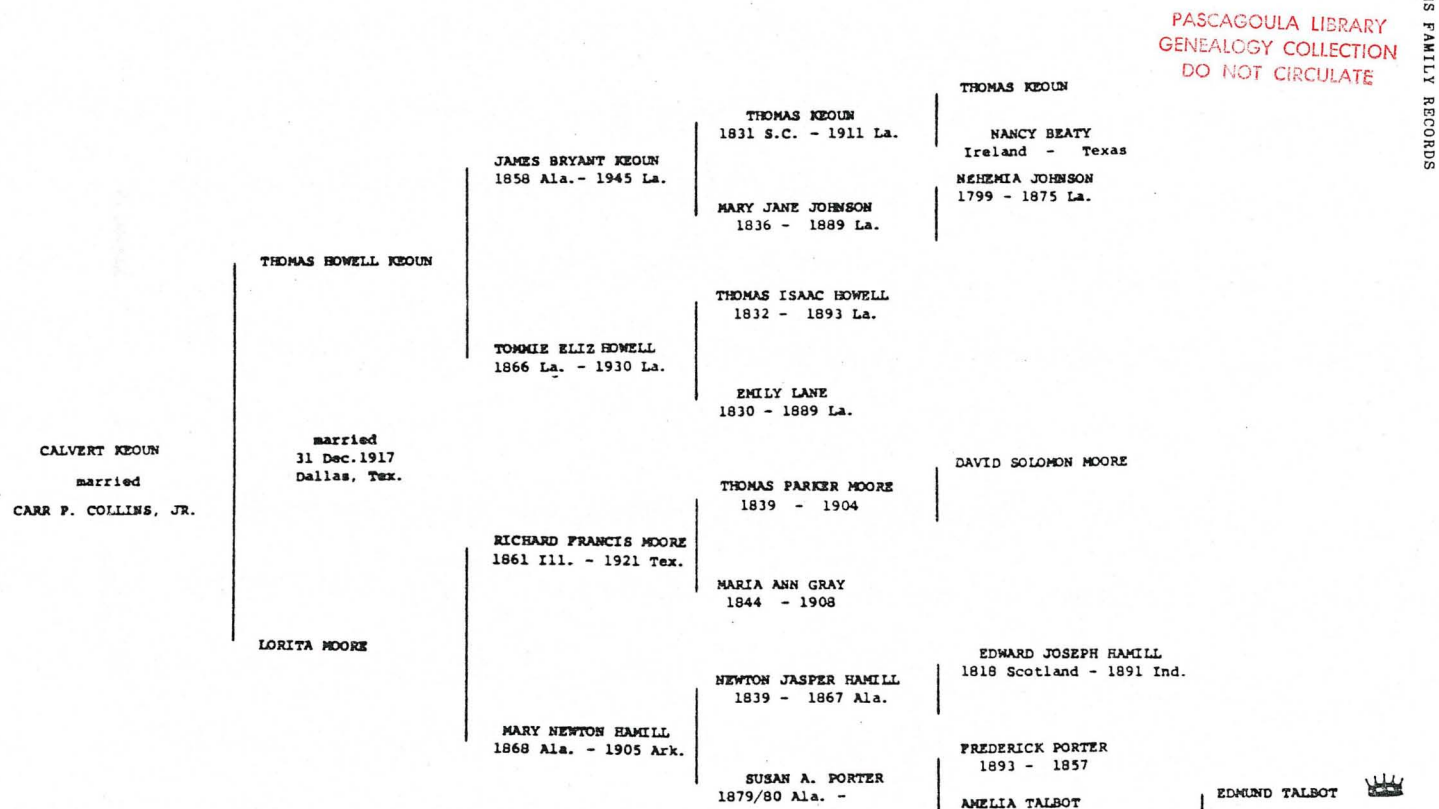 PASCAGOULA LIBRARY
GENEALOGY COLLECTION
DO NOT CIRCULATE
S FAMILY RECORDS
CALVERT KEOUN
married
CARR P. COLLINS, JR.
THOMAS HOWELL KEOUN
married
31 Dec.1917
Dallas, Tex.
LORITA MOORE
JAMES BRYANT KEOUN
1858 Ala.- 1945 La.
TOMMIE ELIZ HOWELL
1866 La. - 1930 La.
RICHARD FRANCIS MOORE
1861 Ill. - 1921 Tex.
MARY NEWTON HAMILL
1868 Ala. - 1905 Ark.
THOMAS KEOUN
1831 S.C. - 1911 La.
MARY JANE JOHNSON
1836 - 1889 La.
THOMAS ISAAC HOWELL
1832 - 1893 La.
EMILY LANE
1830 - 1889 La.
THOMAS PARKER MOORE
1839 - 1904
MARIA ANN GRAY
1844 - 1908
NEWTON JASPER HAMILL
1839 - 1867 Ala.
SUSAN A. PORTER
1879/80 Ala. -
THOMAS KEOUN
NANCY BEATY
Ireland - Texas
NEHEMIA JOHNSON
1799 - 1875 La.
DAVID SOLOMON MOORE
EDWARD JOSEPH HAMILL
1818 Scotland - 1891 Ind.
FREDERICK PORTER
1893 - 1857
AMELIA TALBOT
EDMUND TALBOT